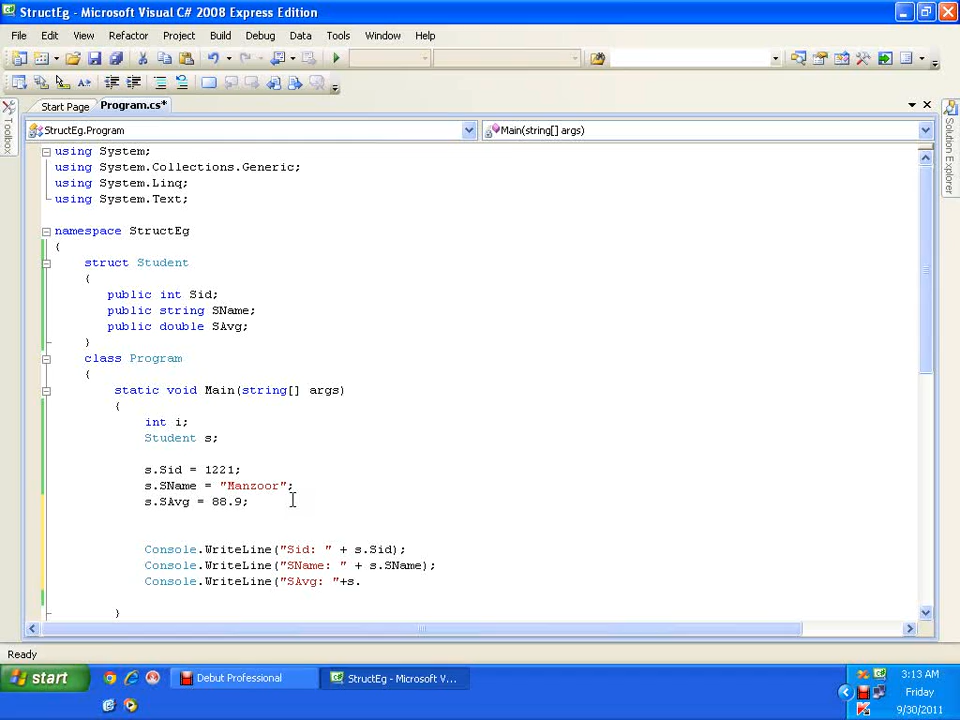 StructEg - Microsoft Visual C# 2008 Express Edition
File Edit View Refactor Project Build Debug Data Tools Window Help
Start Page Program.cs*
Toolbox
Solution Explorer
StructEg.Program Main(string[] args)
using System;
using System.Collections.Generic;
using System.Linq;
using System.Text;
namespace StructEg
{
struct Student
{
public int Sid;
public string SName;
public double SAvg;
}
class Program
{
static void Main(string[] args)
{
int i;
Student s;
s.Sid = 1221;
s.SName = "Manzoor";
s.SAvg = 88.9;
Console.WriteLine("Sid: " + s.Sid);
Console.WriteLine("SName: " + s.SName);
Console.WriteLine("SAvg: "+s.
}
Ready
start Debut Professional StructEg - Microsoft V... 3:13 AM
Friday
9/30/2011